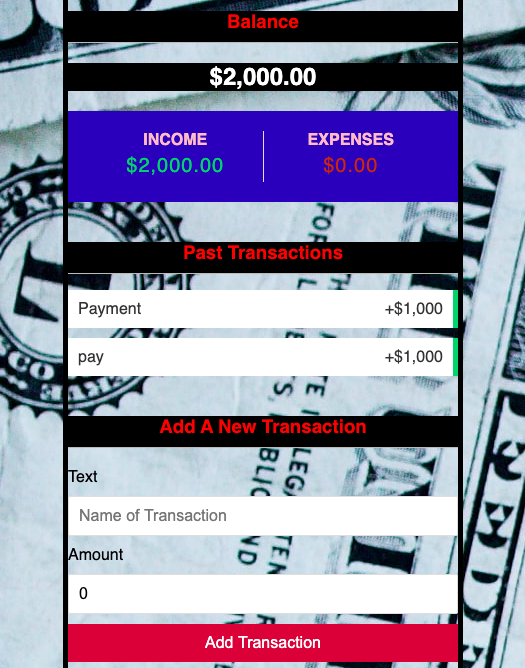 Balance
$2,000.00
INCOME EXPENSES
$2,000.00 $0.00
Past Transactions
Payment +$1,000
pay +$1,000
Add A New Transaction
Text
Name of Transaction
Amount
0
Add Transaction